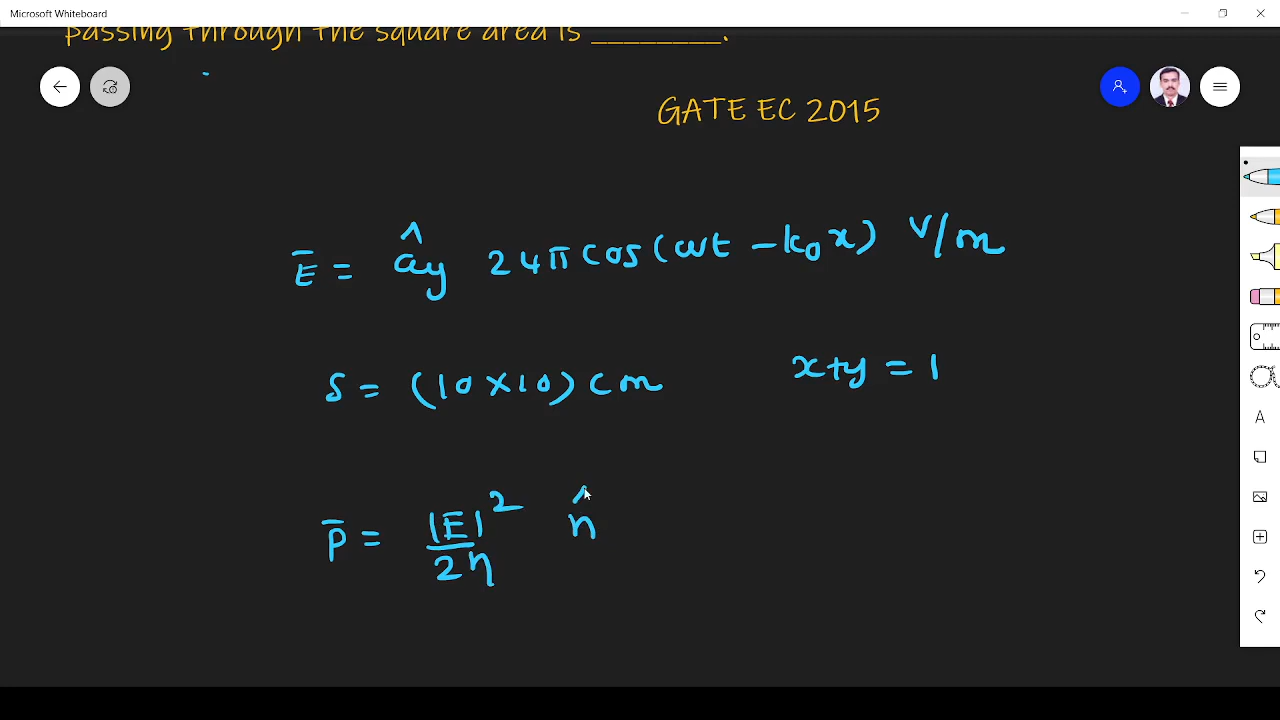 Microsoft Whiteboard
passing through the square area is ________.
GATE EC 2015
E̅ = â_y 24π cos(ωt − k₀x) V/m
S = (10×10) cm
x+y = 1
P̅ = |E̅|²/2η n̂
A